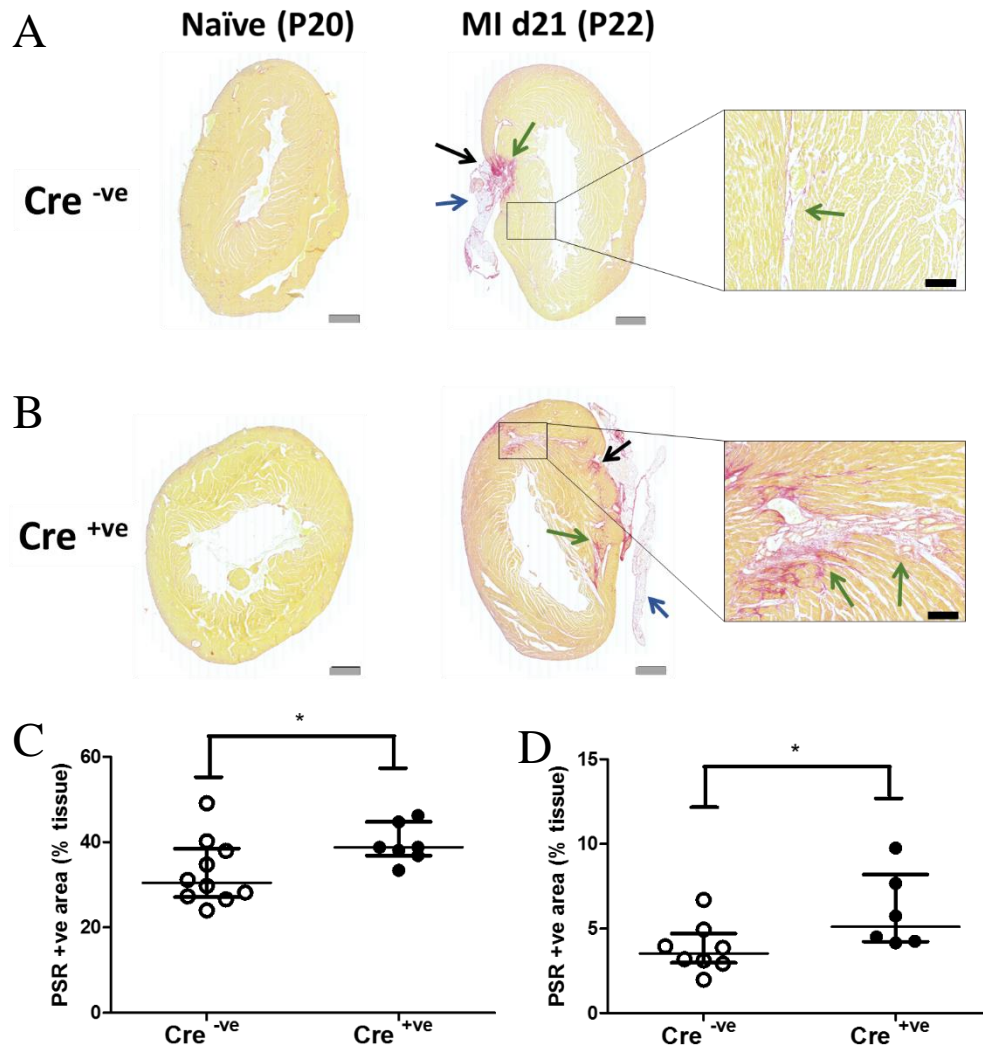 A
Naïve (P20)
MI d21 (P22)
Cre -ve
B
Cre +ve
C
*
PSR +ve area (% tissue)
60
40
20
0
Cre -ve
Cre +ve
D
*
PSR +ve area (% tissue)
15
10
5
0
Cre -ve
Cre +ve